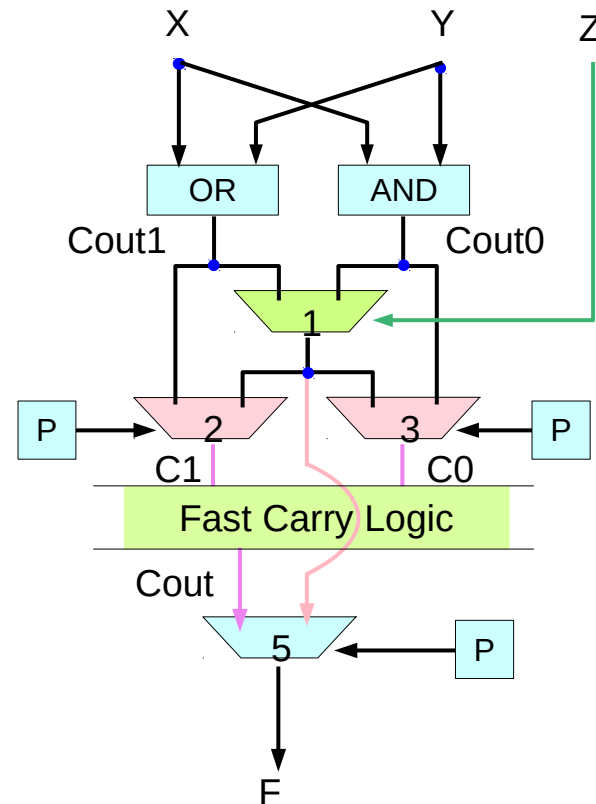 X Y Z
OR AND
Cout1 Cout0
1
P 2 3 P
C1 C0
Fast Carry Logic
Cout
5 P
F